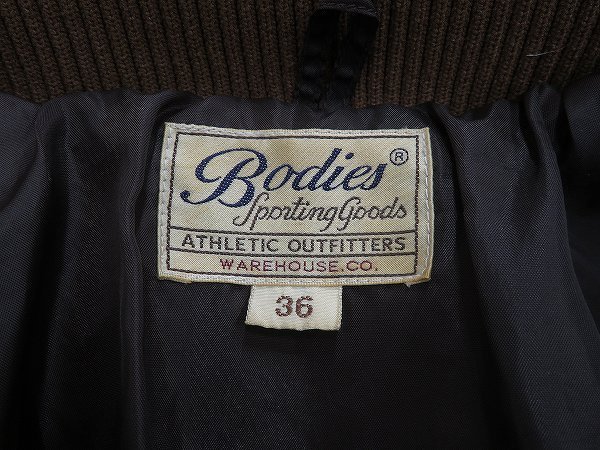 Bodies®
Sporting Goods
ATHLETIC OUTFITTERS
WAREHOUSE.CO.
36